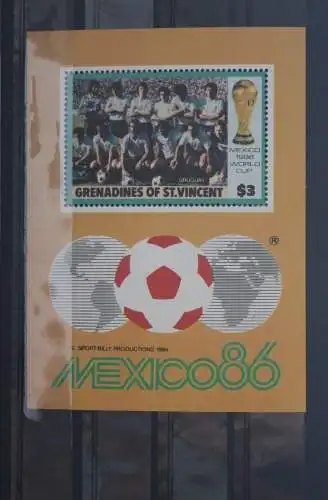 MEXICO
1986
WORLD
CUP
URUGUAY
GRENADINES OF ST.VINCENT
$3
®
SPORT-BILLY PRODUCTIONS 1984
MEXICO86